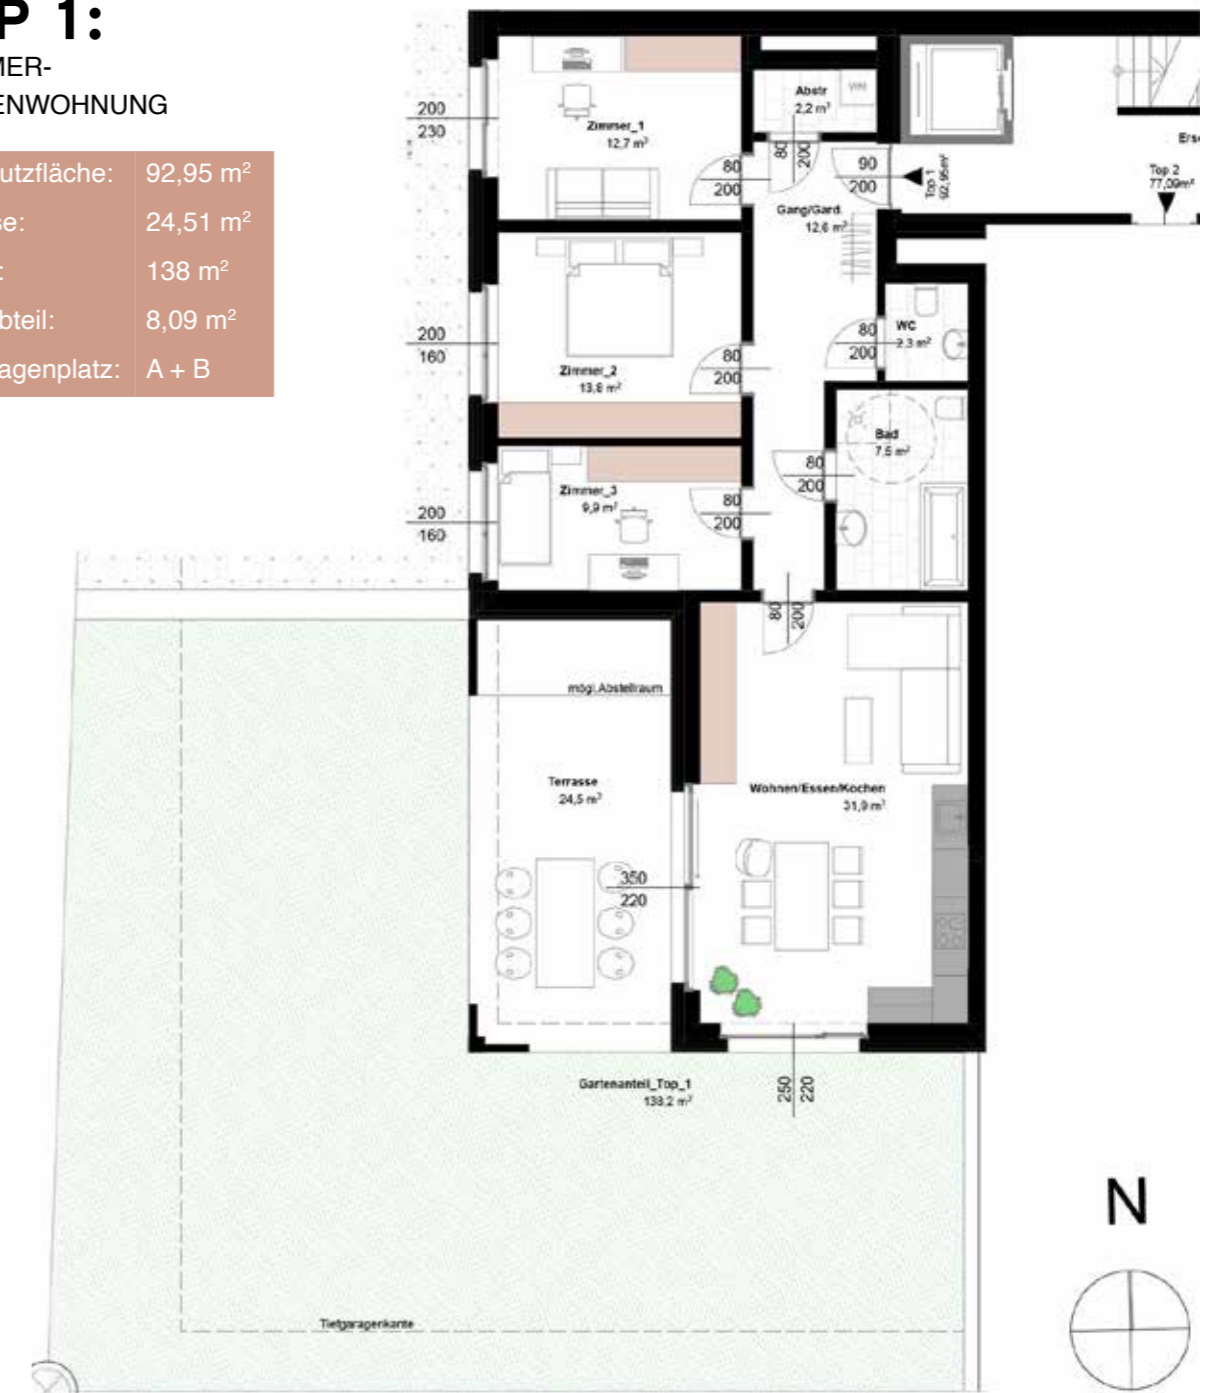 P 1:
MER-
ENWOHNUNG
utzfläche: 92,95 m²
se: 24,51 m²
: 138 m²
bteil: 8,09 m²
agenplatz: A + B
200
230
Zimmer_1
12,7 m²
80
200
Abstr
2,2 m²
WM
80
200
90
200
Top 1
92,95m²
Gang/Gard.
12,6 m²
Top 2
77,09m²
200
160
Zimmer_2
13,8 m²
80
200
80
200
WC
2,3 m²
Bad
7,5 m²
80
200
200
160
Zimmer_3
9,9 m²
80
200
80
200
mögl.Abstellraum
Terrasse
24,5 m²
Wohnen/Essen/Kochen
31,9 m²
350
220
Gartenanteil_Top_1
138,2 m²
250
220
N
Tiefgaragenkante